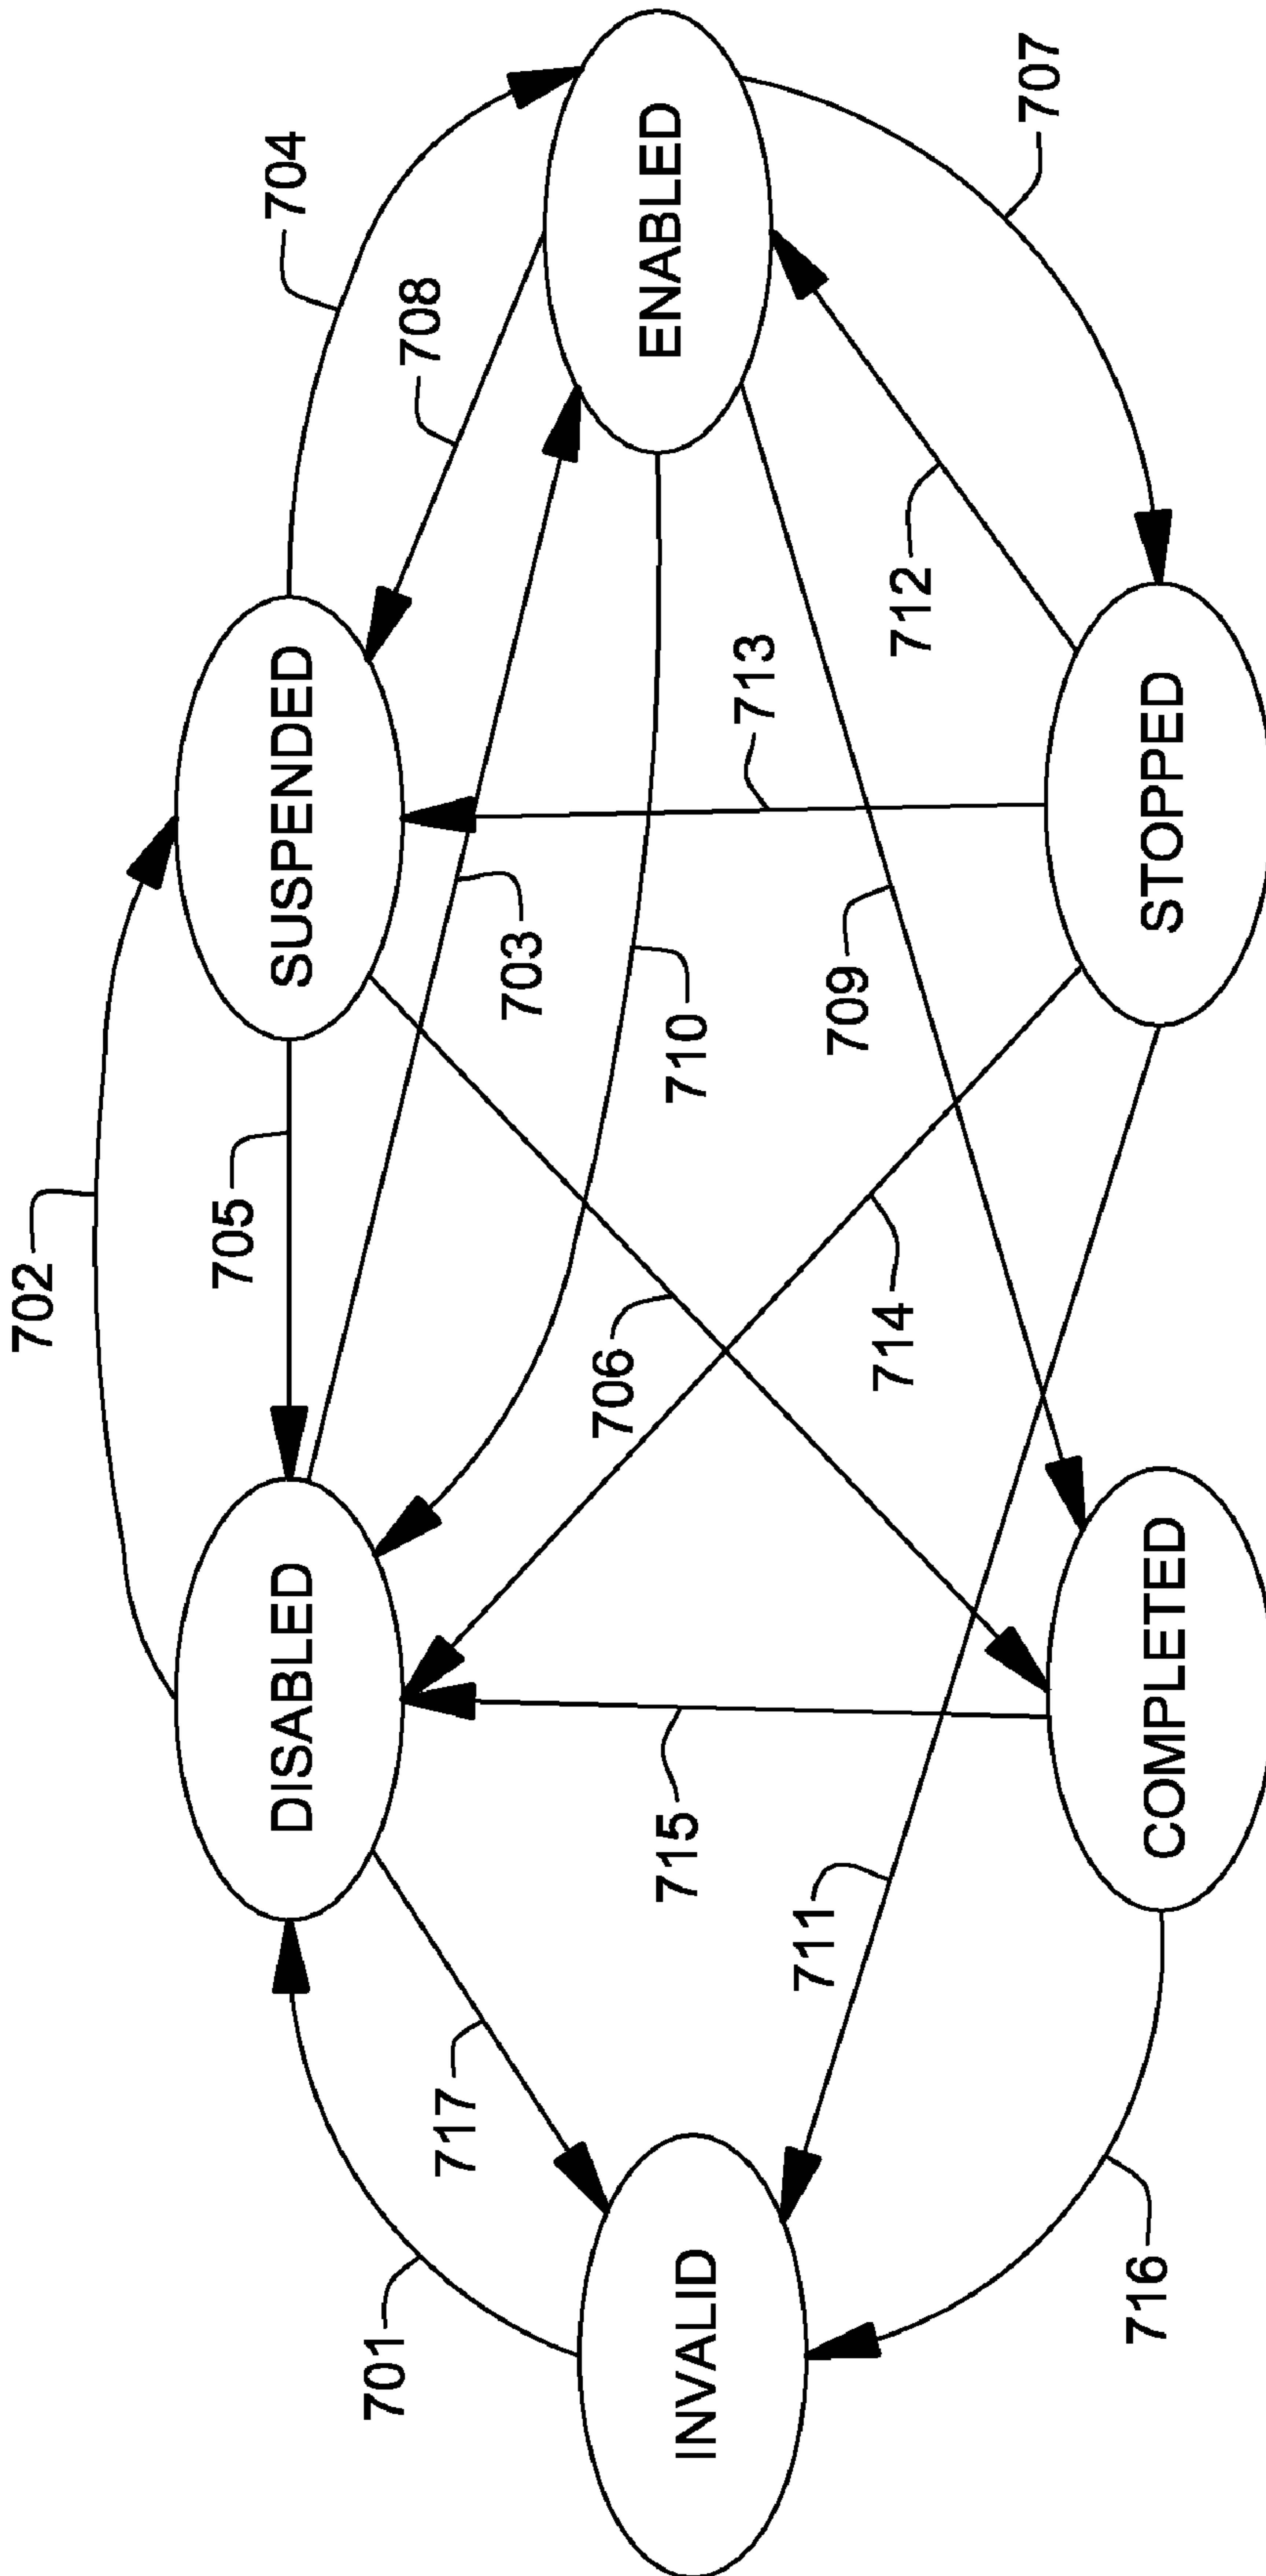 702
704
705
708
DISABLED
SUSPENDED
701
717
703
707
710
ENABLED
INVALID
706
713
715
714
709
712
711
716
COMPLETED
STOPPED